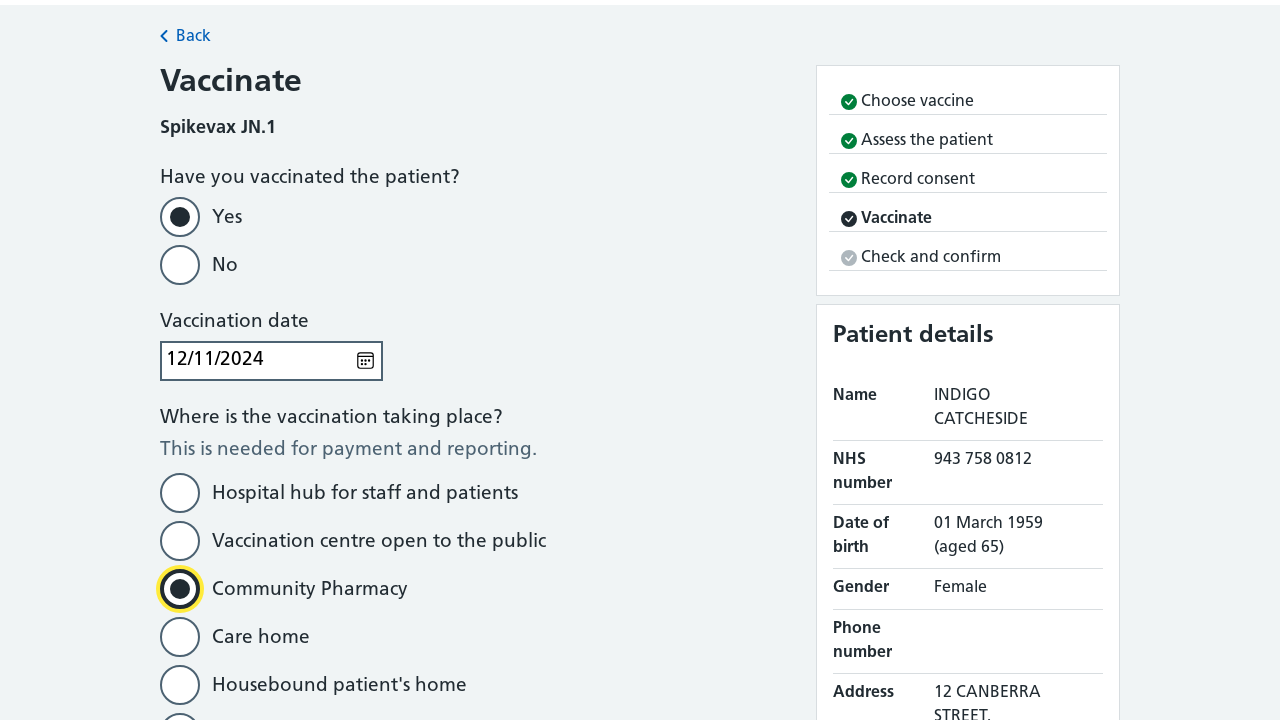 Back
Vaccinate
Spikevax JN.1
Have you vaccinated the patient?
Yes
No
Vaccination date
12/11/2024
Where is the vaccination taking place?
This is needed for payment and reporting.
Hospital hub for staff and patients
Vaccination centre open to the public
Community Pharmacy
Care home
Housebound patient's home
Choose vaccine
Assess the patient
Record consent
Vaccinate
Check and confirm
Patient details
Name INDIGO
CATCHESIDE
NHS 943 758 0812
number
Date of 01 March 1959
birth (aged 65)
Gender Female
Phone
number
Address 12 CANBERRA
STREET,